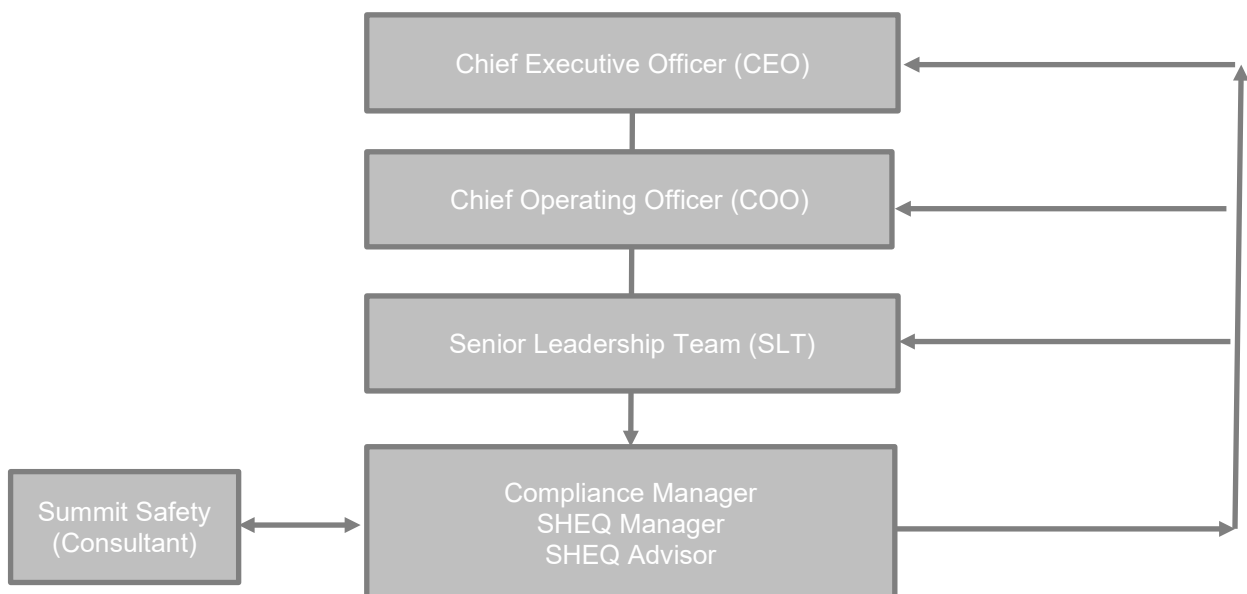 Chief Executive Officer (CEO)
Chief Operating Officer (COO)
Senior Leadership Team (SLT)
Summit Safety
(Consultant)
Compliance Manager
SHEQ Manager
SHEQ Advisor